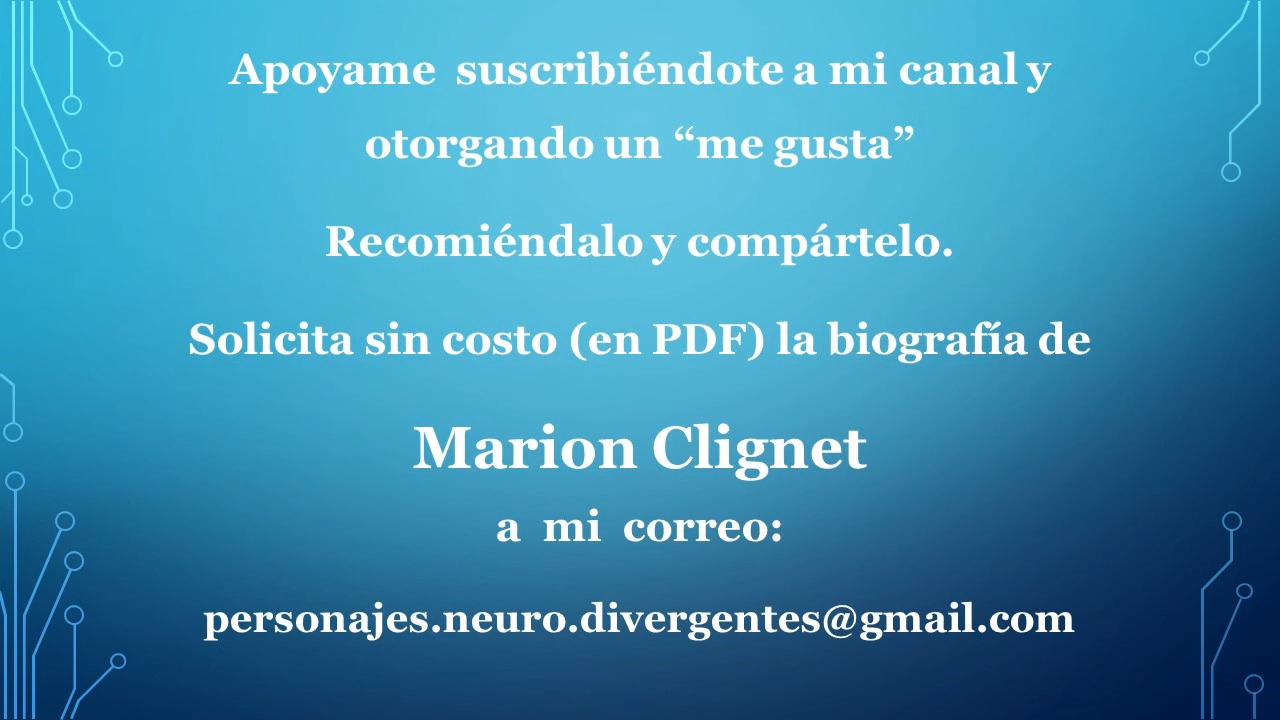 Apoyame suscribiéndote a mi canal y
otorgando un “me gusta”
Recomiéndalo y compártelo.
Solicita sin costo (en PDF) la biografía de
Marion Clignet
a mi correo:
personajes.neuro.divergentes@gmail.com